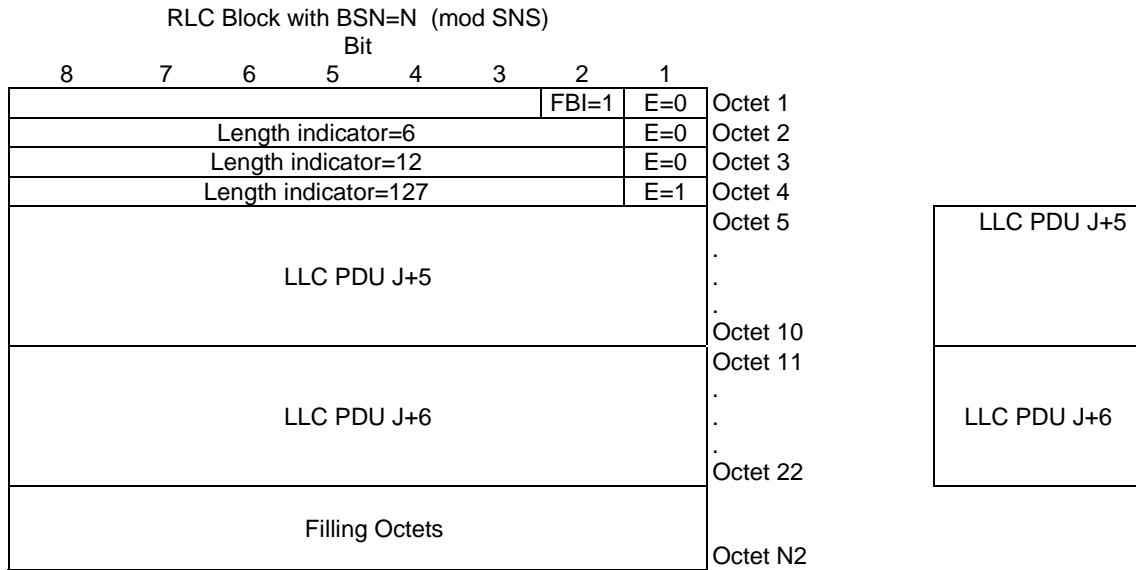 RLC Block with BSN=N (mod SNS)
Bit
8 7 6 5 4 3 2 1
FBI=1 E=0 Octet 1
Length indicator=6 E=0 Octet 2
Length indicator=12 E=0 Octet 3
Length indicator=127 E=1 Octet 4
Octet 5 LLC PDU J+5
.
LLC PDU J+5 .
.
Octet 10
Octet 11
.
LLC PDU J+6 . LLC PDU J+6
.
Octet 22
Filling Octets
Octet N2